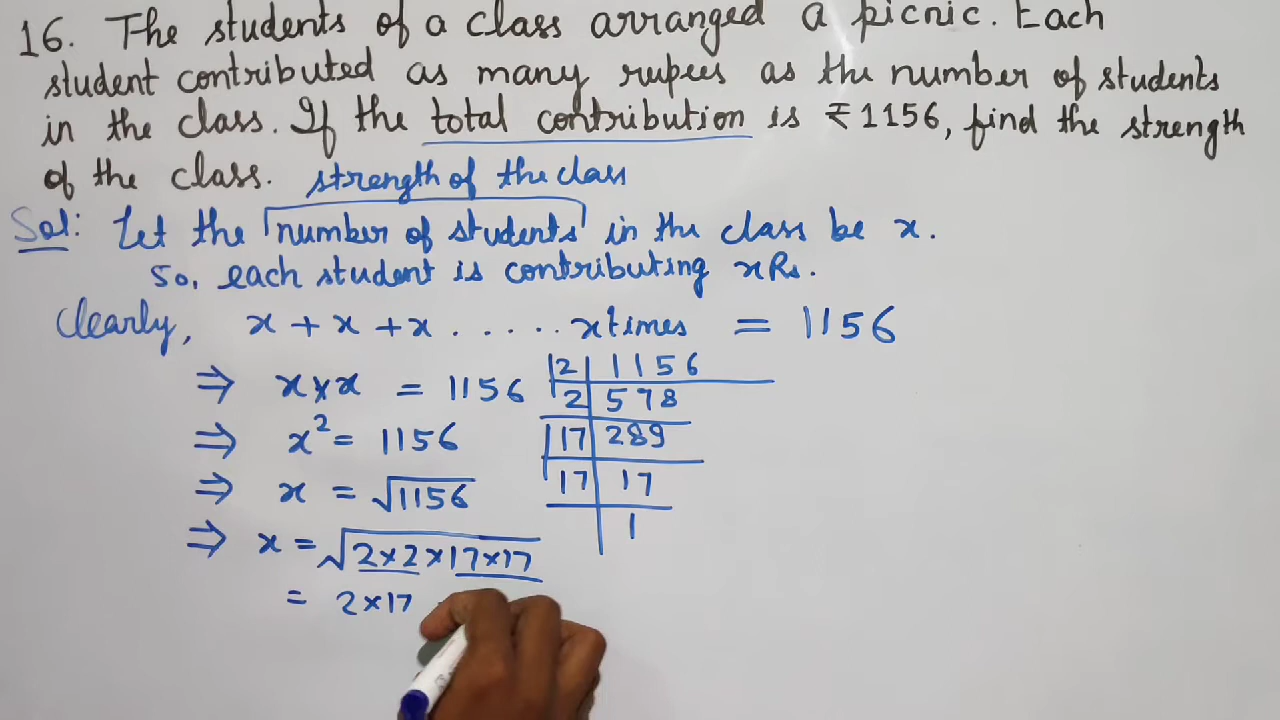 16. The students of a class arranged a picnic. Each
student contributed as many rupees as the number of students
in the class. If the total contribution is ₹1156, find the strength
of the class. strength of the class
Sol: Let the number of students in the class be x.
So, each student is contributing x Rs.
Clearly, x + x + x . . . . . x times = 1156
⇒ x × x = 1156
⇒ x² = 1156
⇒ x = √1156
⇒ x = √2×2×17×17
= 2×17
2 | 1156
2 | 578
17 | 289
17 | 17
| 1